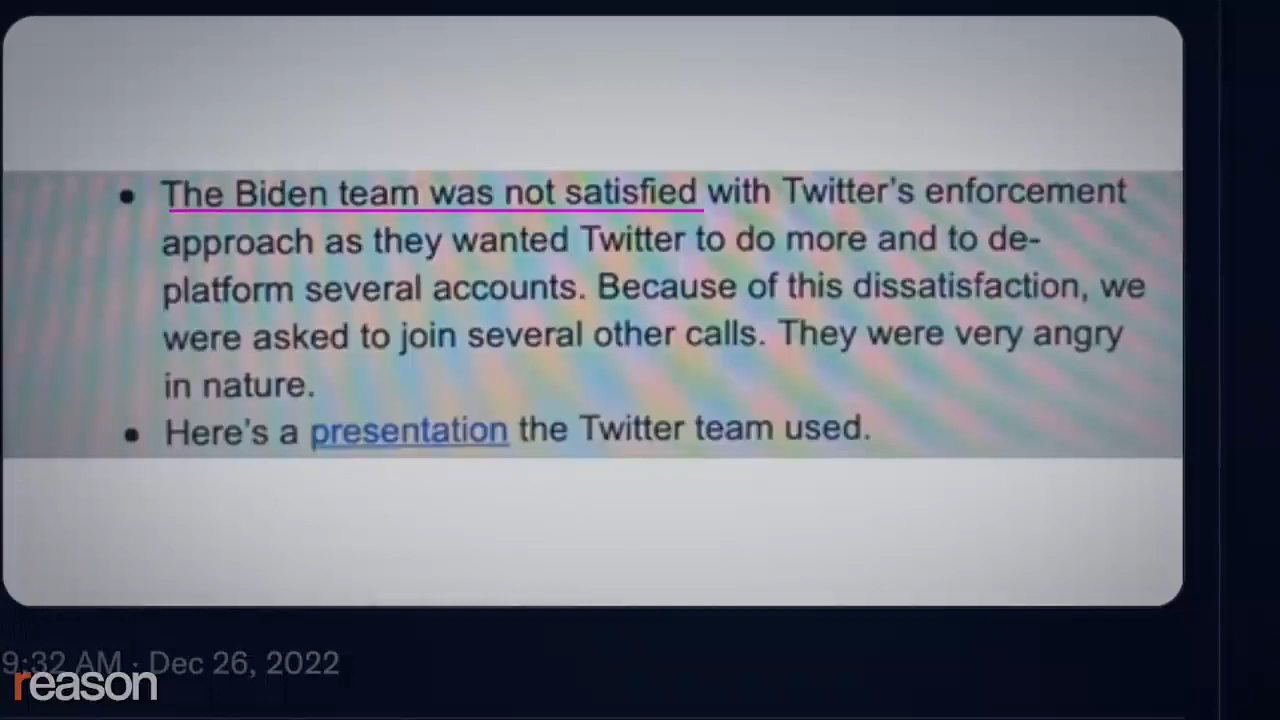 • The Biden team was not satisfied with Twitter's enforcement
approach as they wanted Twitter to do more and to de-
platform several accounts. Because of this dissatisfaction, we
were asked to join several other calls. They were very angry
in nature.
• Here's a presentation the Twitter team used.
9:32 AM · Dec 26, 2022
reason